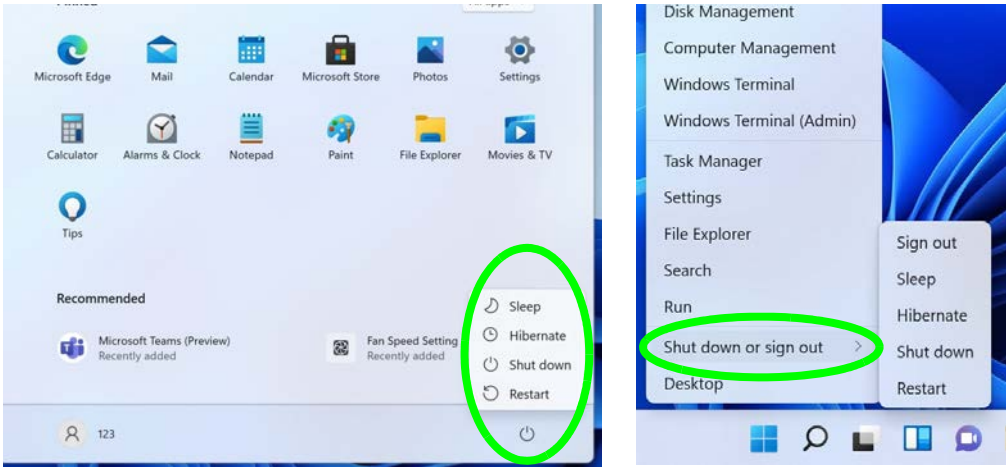 Microsoft Edge Mail Calendar Microsoft Store Photos Settings
Calculator Alarms & Clock Notepad Paint File Explorer Movies & TV
Tips
Recommended
Microsoft Teams (Preview)
Recently added
Fan Speed Setting
Recently added
Sleep
Hibernate
Shut down
Restart
123
Disk Management
Computer Management
Windows Terminal
Windows Terminal (Admin)
Task Manager
Settings
File Explorer
Search
Run
Shut down or sign out
Desktop
Sign out
Sleep
Hibernate
Shut down
Restart